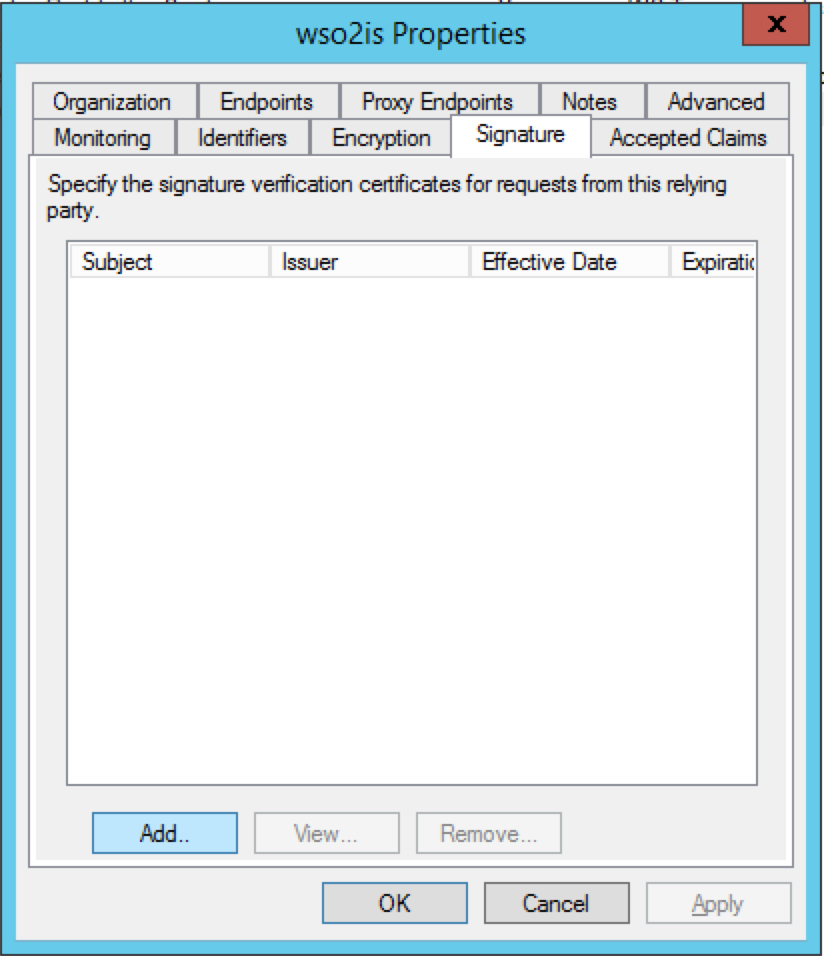 wso2is Properties
x
Organization Endpoints Proxy Endpoints Notes Advanced
Monitoring Identifiers Encryption Signature Accepted Claims
Specify the signature verification certificates for requests from this relying
party.
Subject Issuer Effective Date Expiratic
Add.. View... Remove...
OK Cancel Apply